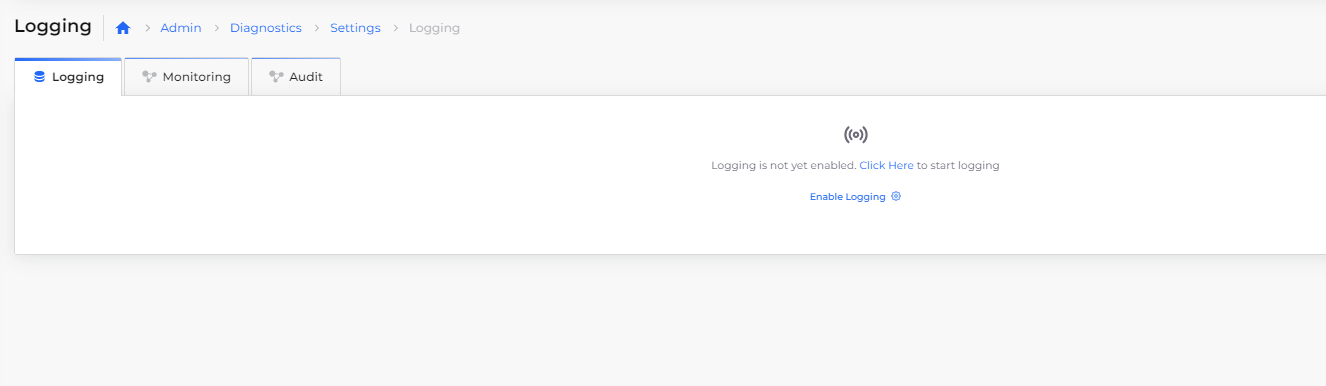 Logging Admin Diagnostics Settings Logging
Logging Monitoring Audit
Logging is not yet enabled. Click Here to start logging
Enable Logging